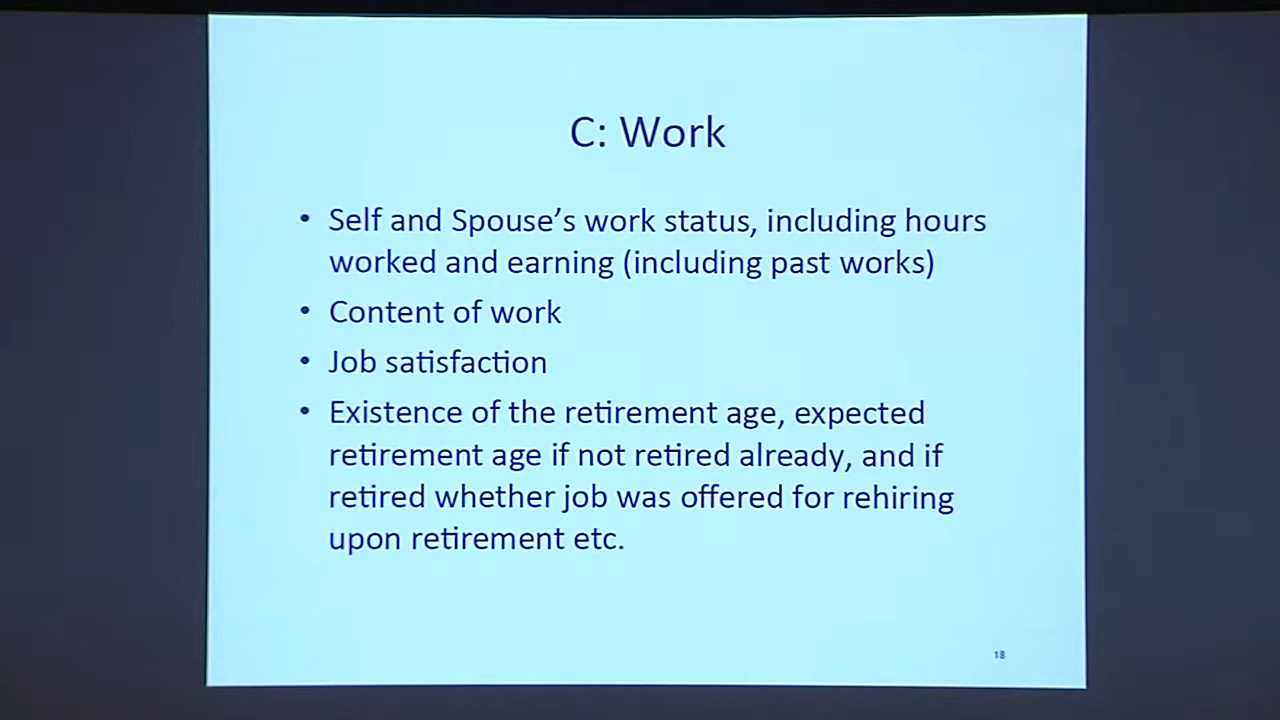 C: Work
• Self and Spouse’s work status, including hours
worked and earning (including past works)
• Content of work
• Job satisfaction
• Existence of the retirement age, expected
retirement age if not retired already, and if
retired whether job was offered for rehiring
upon retirement etc.
18